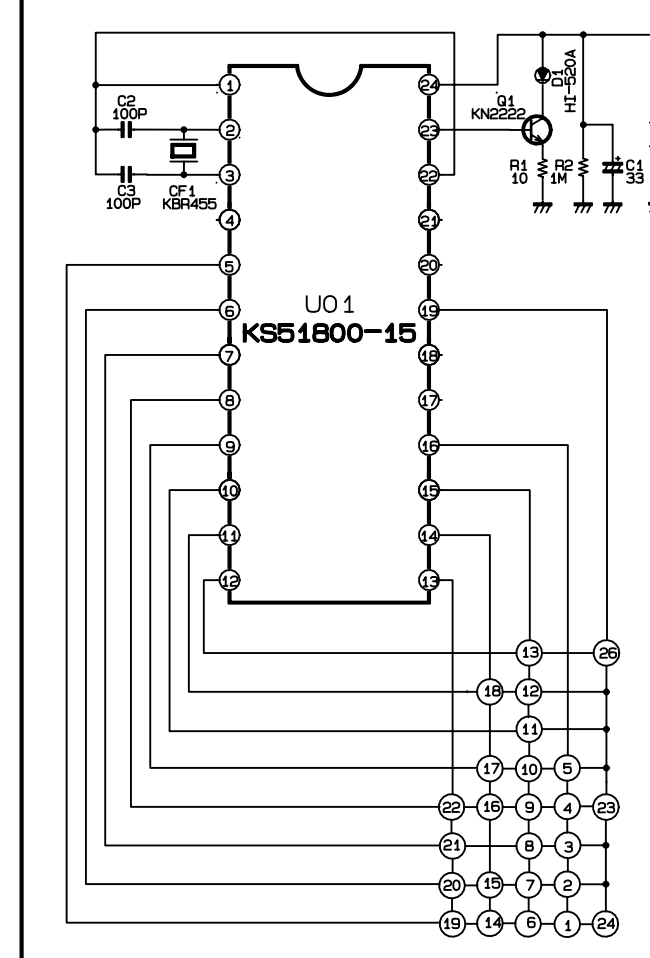 C2
100P
C3
100P
CF1
KBR455
1
2
3
4
5
6
7
8
9
10
11
12
U01
KS51800-15
24
23
22
21
20
19
18
17
16
15
14
13
Q1
KN2222
D1
HI-520A
R1
10
R2
1M
+
C1
33
13 26
18 12
11
17 10 5
22 16 9 4 23
21 8 3
20 15 7 2
19 14 6 1 24